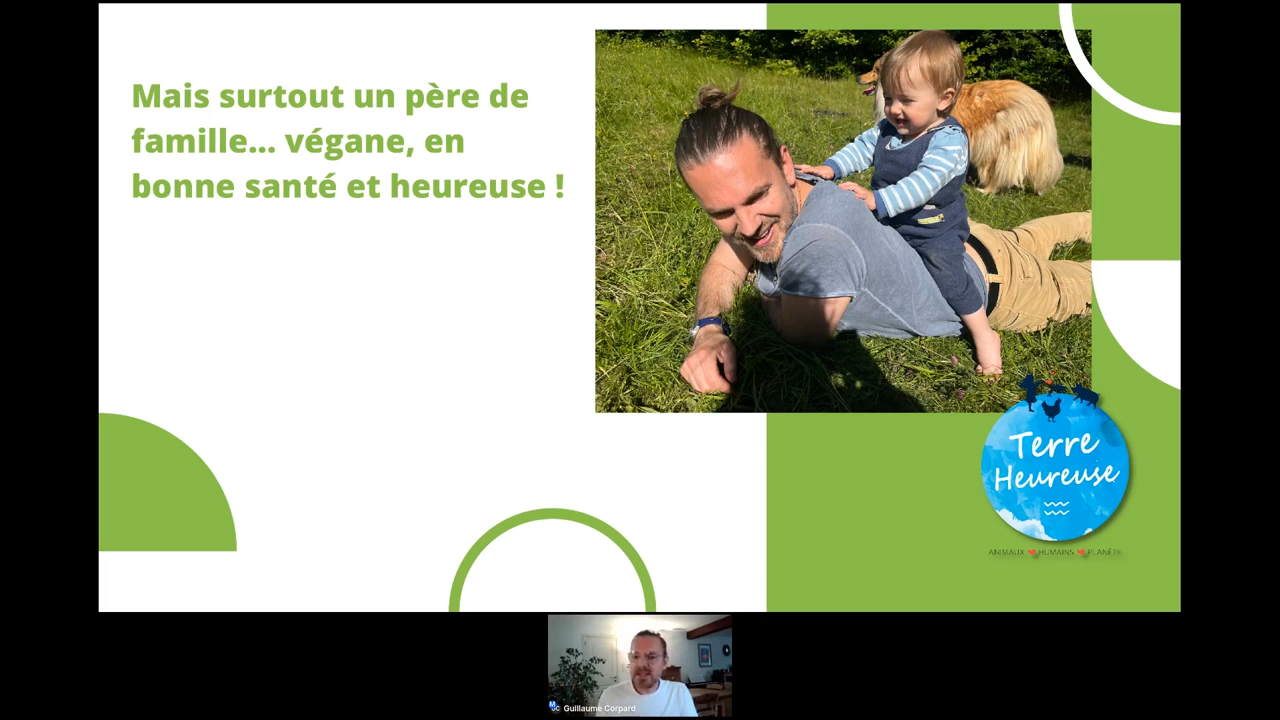 Mais surtout un père de
famille... végane, en
bonne santé et heureuse !
Terre
Heureuse
ANIMAUX HUMAINS PLANÈTE
Guillaume Corpard